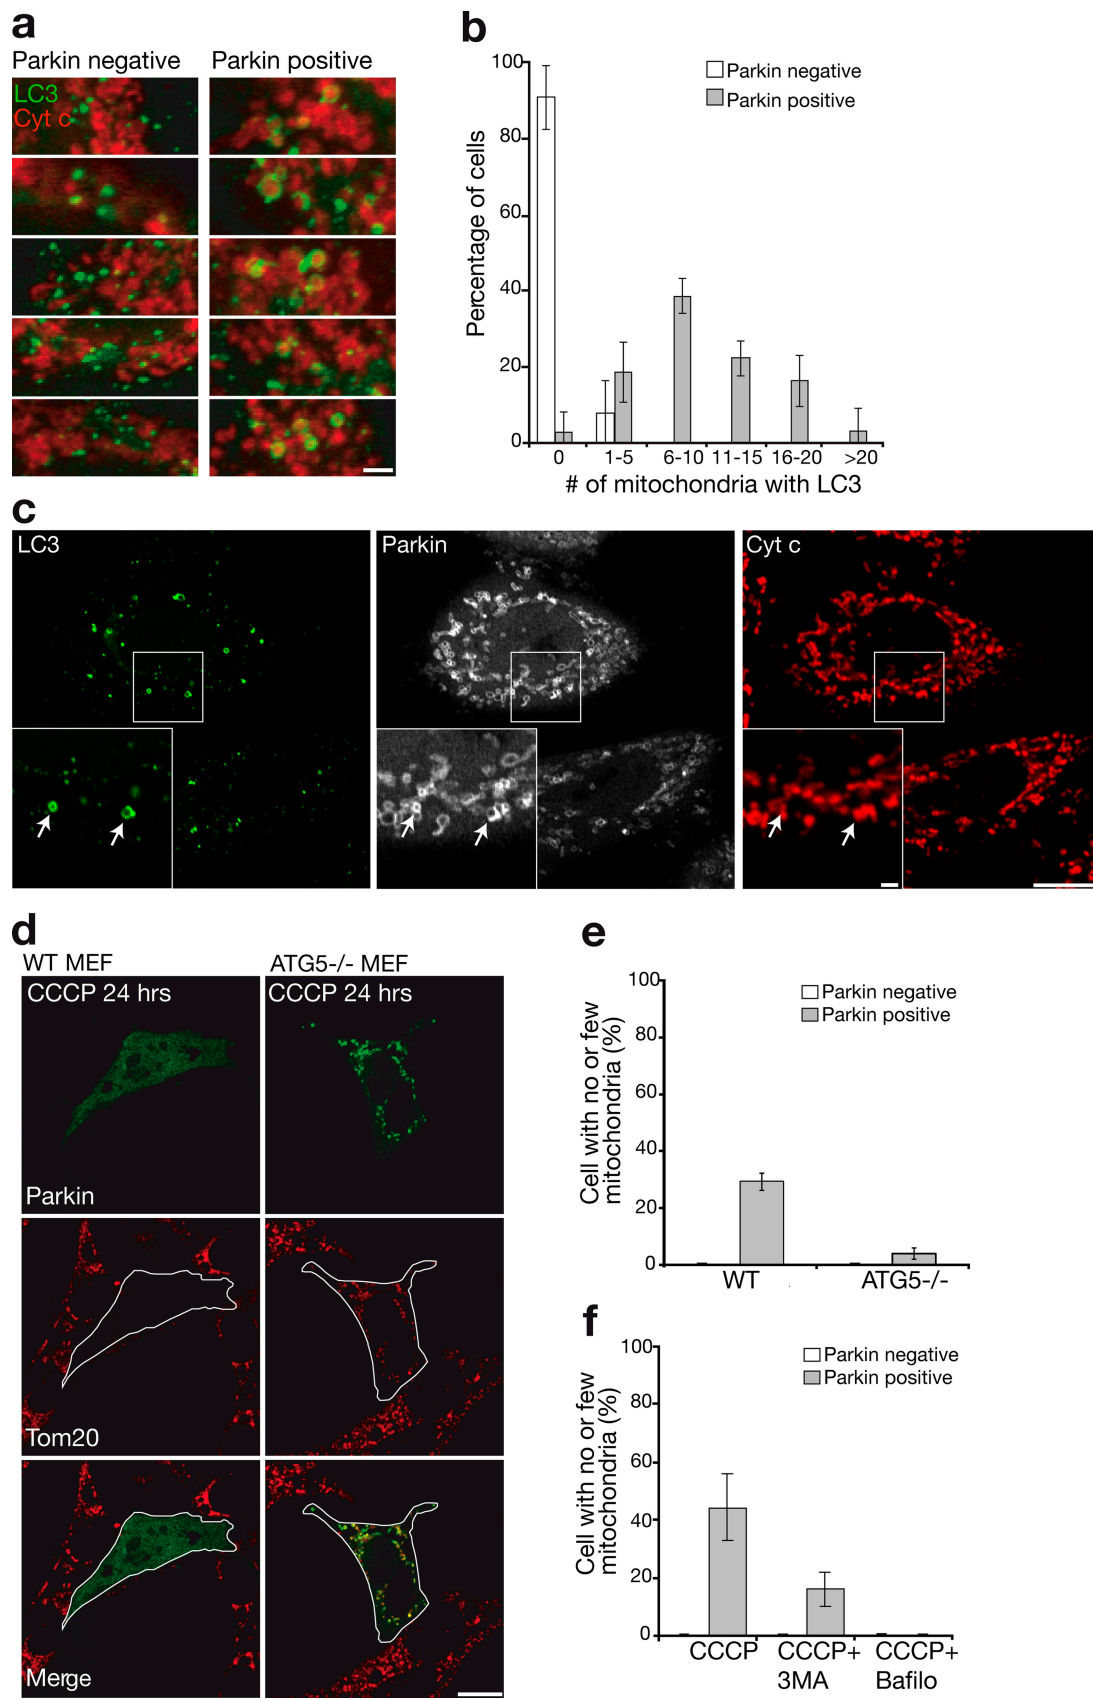 a
Parkin negative
Parkin positive
LC3
Cyt c
b
Percentage of cells
100
80
60
40
20
0
Parkin negative
Parkin positive
0 1-5 6-10 11-15 16-20 >20
# of mitochondria with LC3
c
LC3
Parkin
Cyt c
d
WT MEF
ATG5-/- MEF
CCCP 24 hrs
CCCP 24 hrs
Parkin
Tom20
Merge
e
Cell with no or few
mitochondria (%)
100
80
60
40
20
0
Parkin negative
Parkin positive
WT
ATG5-/-
f
Cell with no or few
mitochondria (%)
100
80
60
40
20
0
Parkin negative
Parkin positive
CCCP
CCCP+
3MA
CCCP+
Bafilo